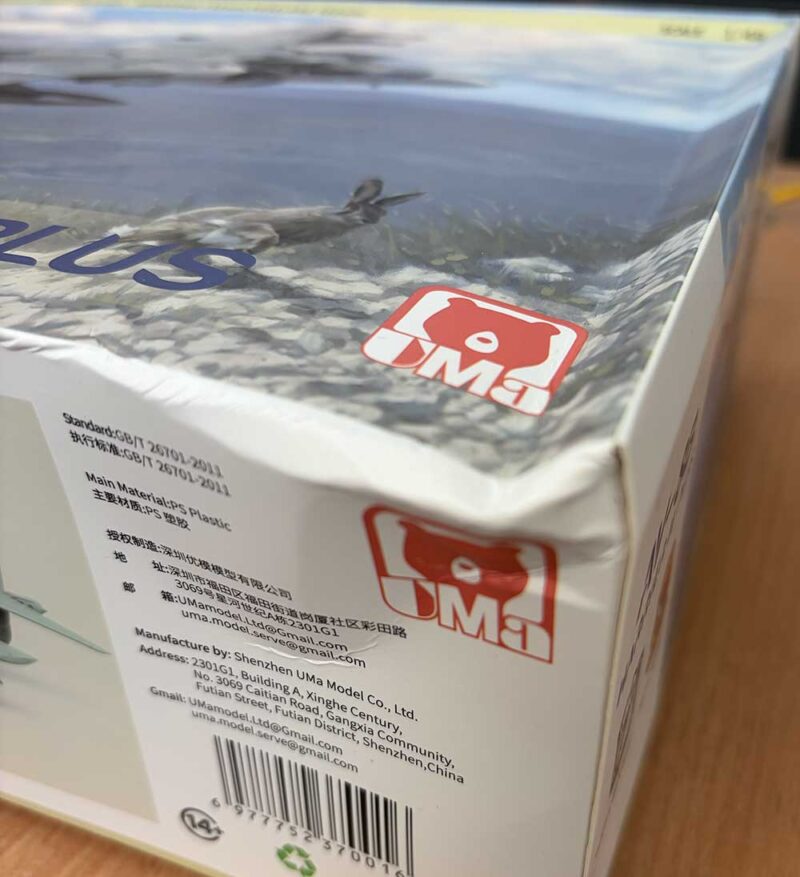 PLUS
UMa
Standard:GB/T 26701-2011
执行标准:GB/T 26701-2011
Main Material:PS Plastic
主要材质:PS 塑胶
授权制造:深圳优模模型有限公司
地 址:深圳市福田区福田街道岗厦社区彩田路
3069号星河世纪A栋2301G1
邮 箱:UMamodel.Ltd@Gmail.com
uma.model.serve@gmail.com
UMa
Manufacture by: Shenzhen UMa Model Co., Ltd.
Address: 2301G1, Building A, Xinghe Century,
No. 3069 Caitian Road, Gangxia Community,
Futian Street, Futian District, Shenzhen,China
Gmail: UMamodel.Ltd@Gmail.com
uma.model.serve@gmail.com
6 977752 370016
14+